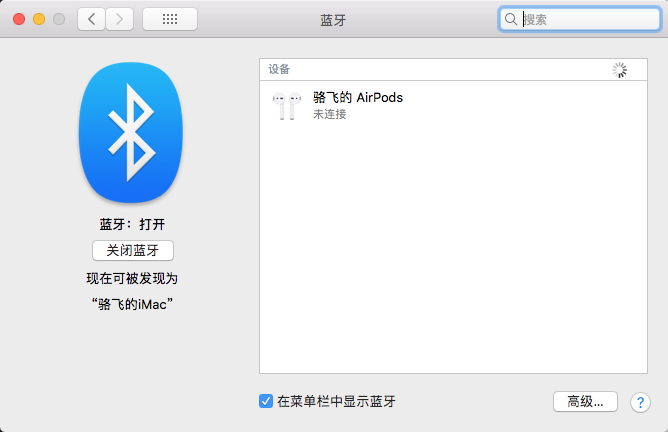 蓝牙
搜索
设备
骆飞的 AirPods
未连接
蓝牙：打开
关闭蓝牙
现在可被发现为
“骆飞的iMac”
在菜单栏中显示蓝牙
高级...
?